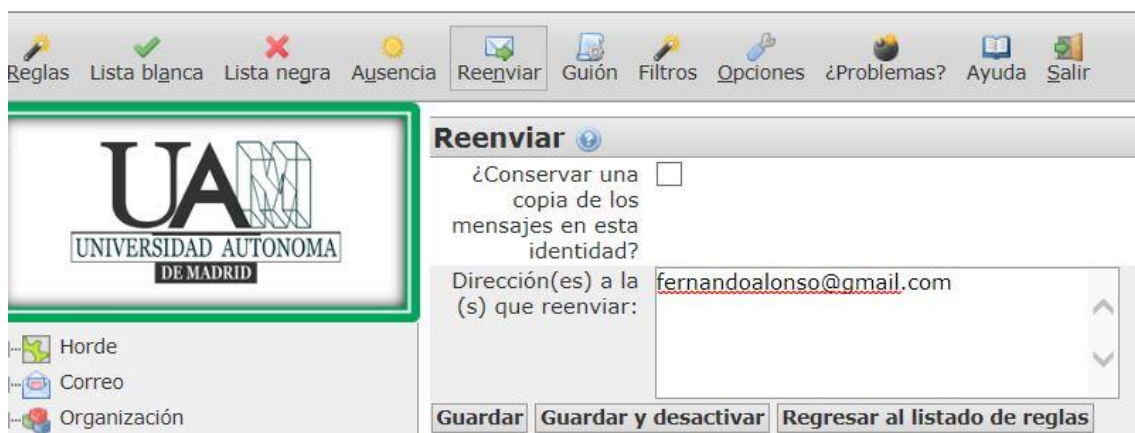 Reglas Lista blanca Lista negra Ausencia Reenviar Guión Filtros Opciones ¿Problemas? Ayuda Salir
UAM
UNIVERSIDAD AUTONOMA
DE MADRID
Horde
Correo
Organización
Reenviar
¿Conservar una
copia de los
mensajes en esta
identidad?
Dirección(es) a la fernandoalonso@gmail.com
(s) que reenviar:
Guardar Guardar y desactivar Regresar al listado de reglas